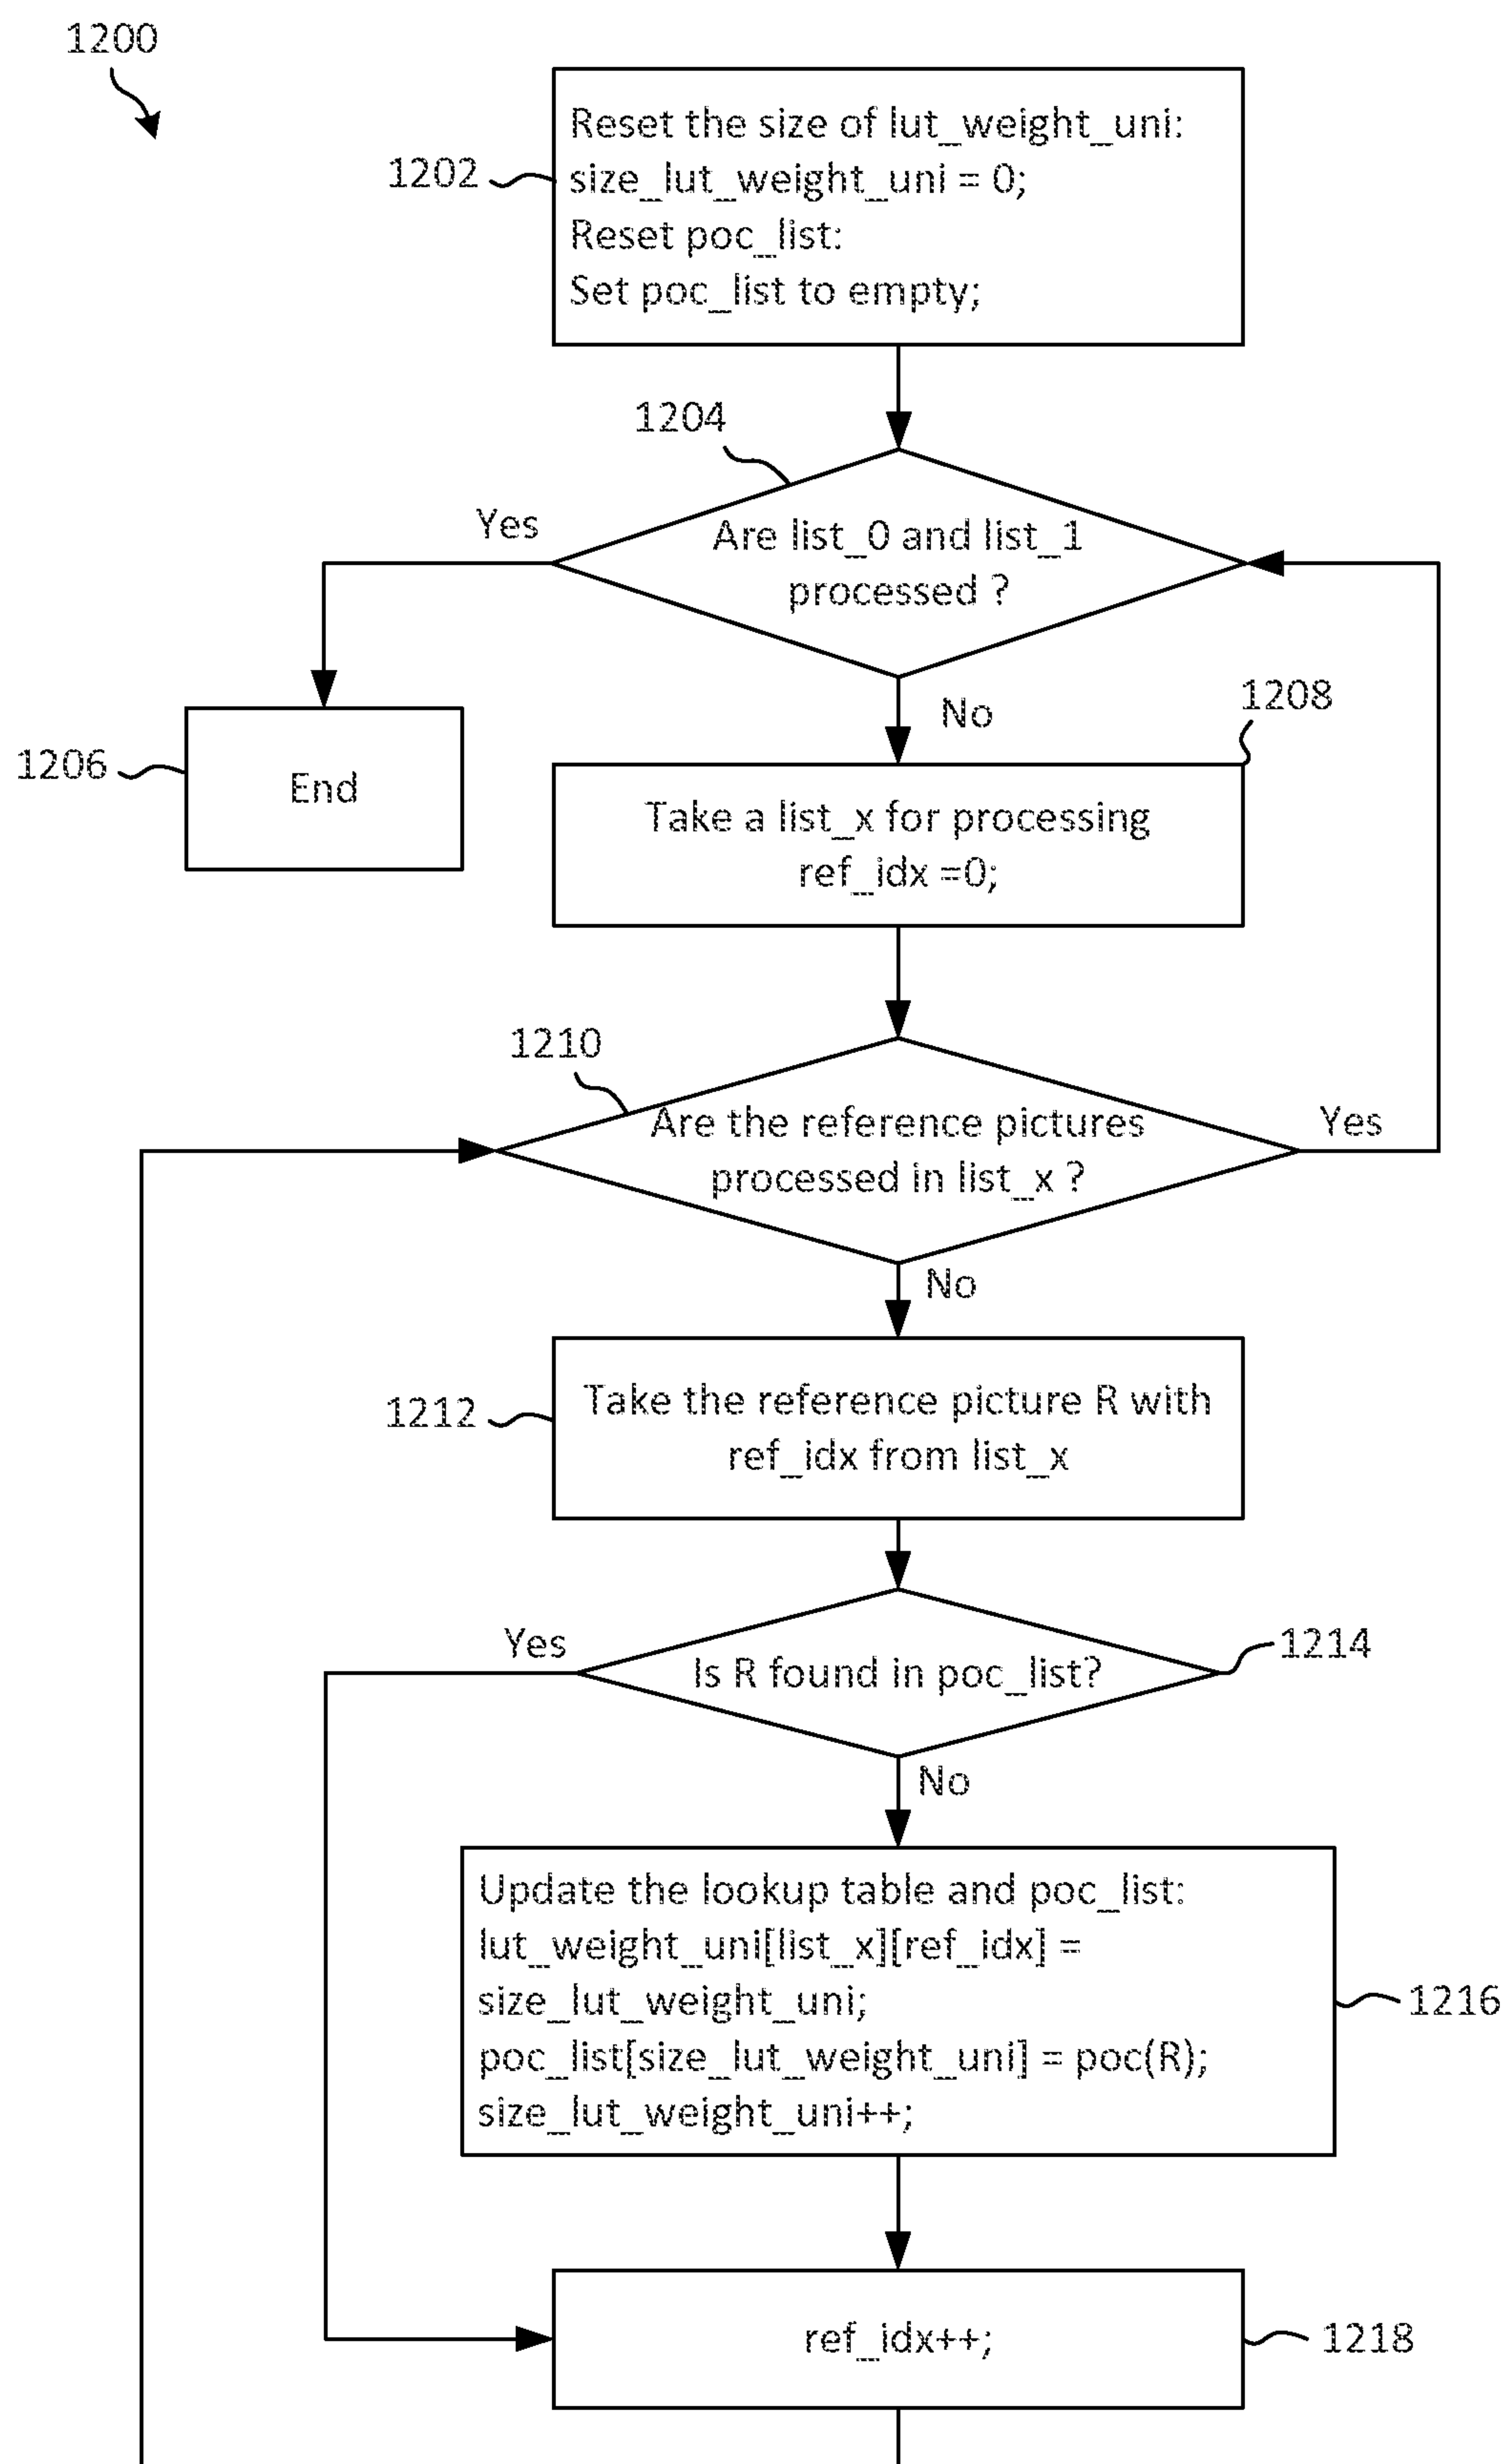 1200
Reset the size of lut_weight_uni:
1202
size_lut_weight_uni = 0;
Reset poc_list:
Set poc_list to empty;
1204
Yes
Are list_0 and list_1
processed ?
No
1208
1206
End
Take a list_x for processing
ref_idx =0;
1210
Are the reference pictures
Yes
processed in list_x ?
No
1212
Take the reference picture R with
ref_idx from list_x
Yes
Is R found in poc_list?
1214
No
Update the lookup table and poc_list:
lut_weight_uni[list_x][ref_idx] =
size_lut_weight_uni;
1216
poc_list[size_lut_weight_uni] = poc(R);
size_lut_weight_uni++;
ref_idx++;
1218